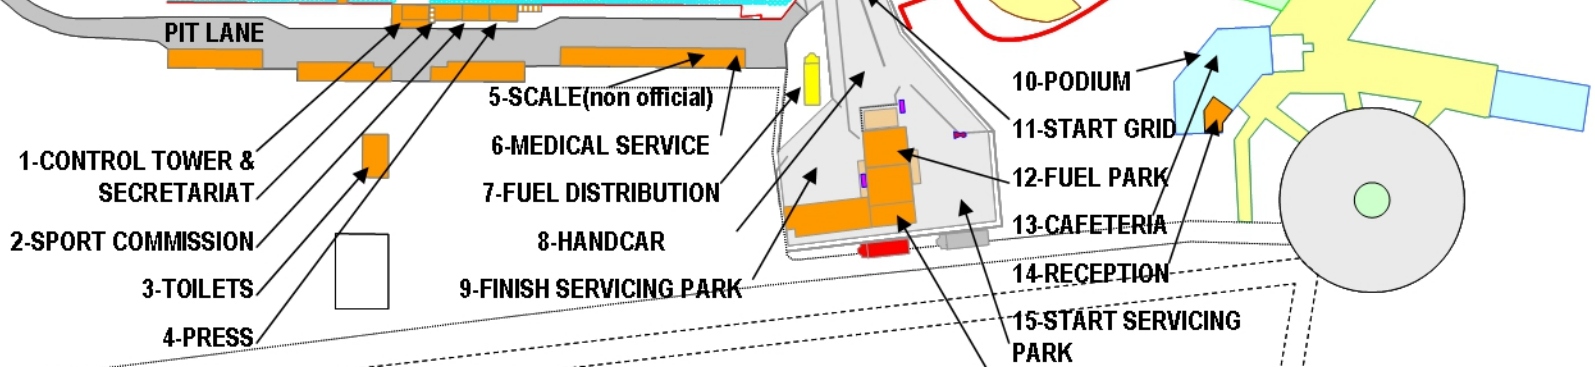 PIT LANE
1-CONTROL TOWER &
SECRETARIAT
2-SPORT COMMISSION
3-TOILETS
4-PRESS
5-SCALE(non official)
6-MEDICAL SERVICE
7-FUEL DISTRIBUTION
8-HANDCAR
9-FINISH SERVICING PARK
10-PODIUM
11-START GRID
12-FUEL PARK
13-CAFETERIA
14-RECEPTION
15-START SERVICING
PARK